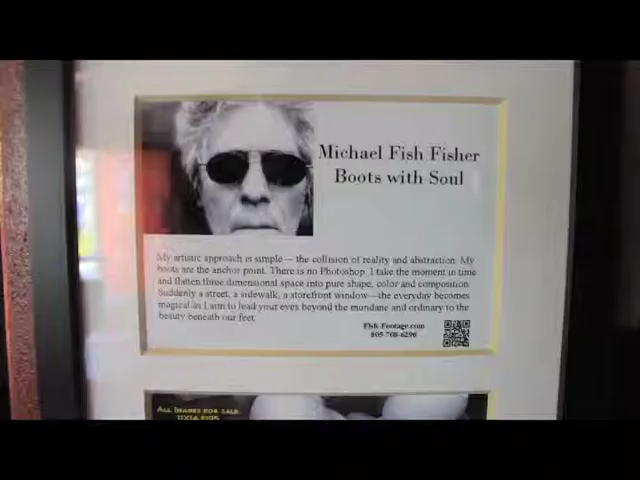 Michael Fish Fisher
Boots with Soul
My artistic approach is simple— the collision of reality and abstraction. My
boots are the anchor point. There is no Photoshop. I take the moment in time
and flatten three dimensional space into pure shape, color and composition.
Suddenly a street, a sidewalk, a storefront window—the everyday becomes
magical as I aim to lead your eyes beyond the mundane and ordinary to the
beauty beneath our feet.
Fish-Footage.com
805-708-6296
ALL IMAGES FOR SALE